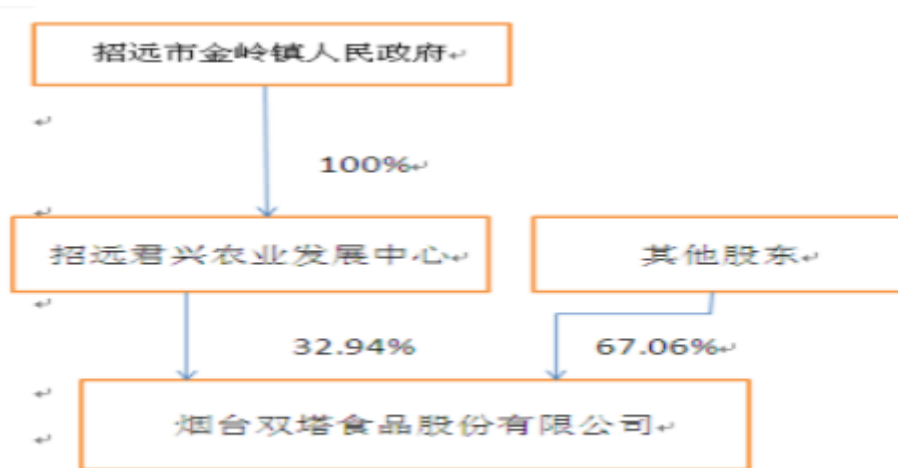 招远市金岭镇人民政府
100%
招远君兴农业发展中心
其他股东
32.94%
67.06%
烟台双塔食品股份有限公司